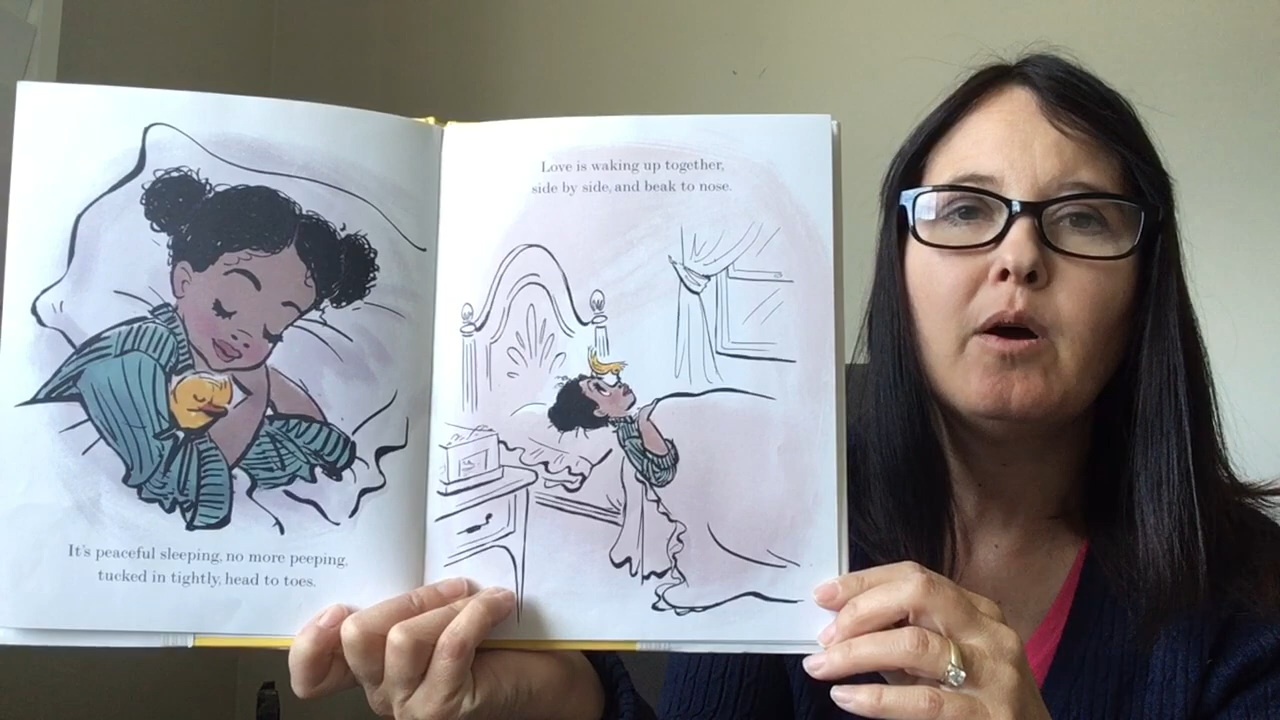 It's peaceful sleeping, no more peeping,
tucked in tightly, head to toes.
Love is waking up together,
side by side, and beak to nose.